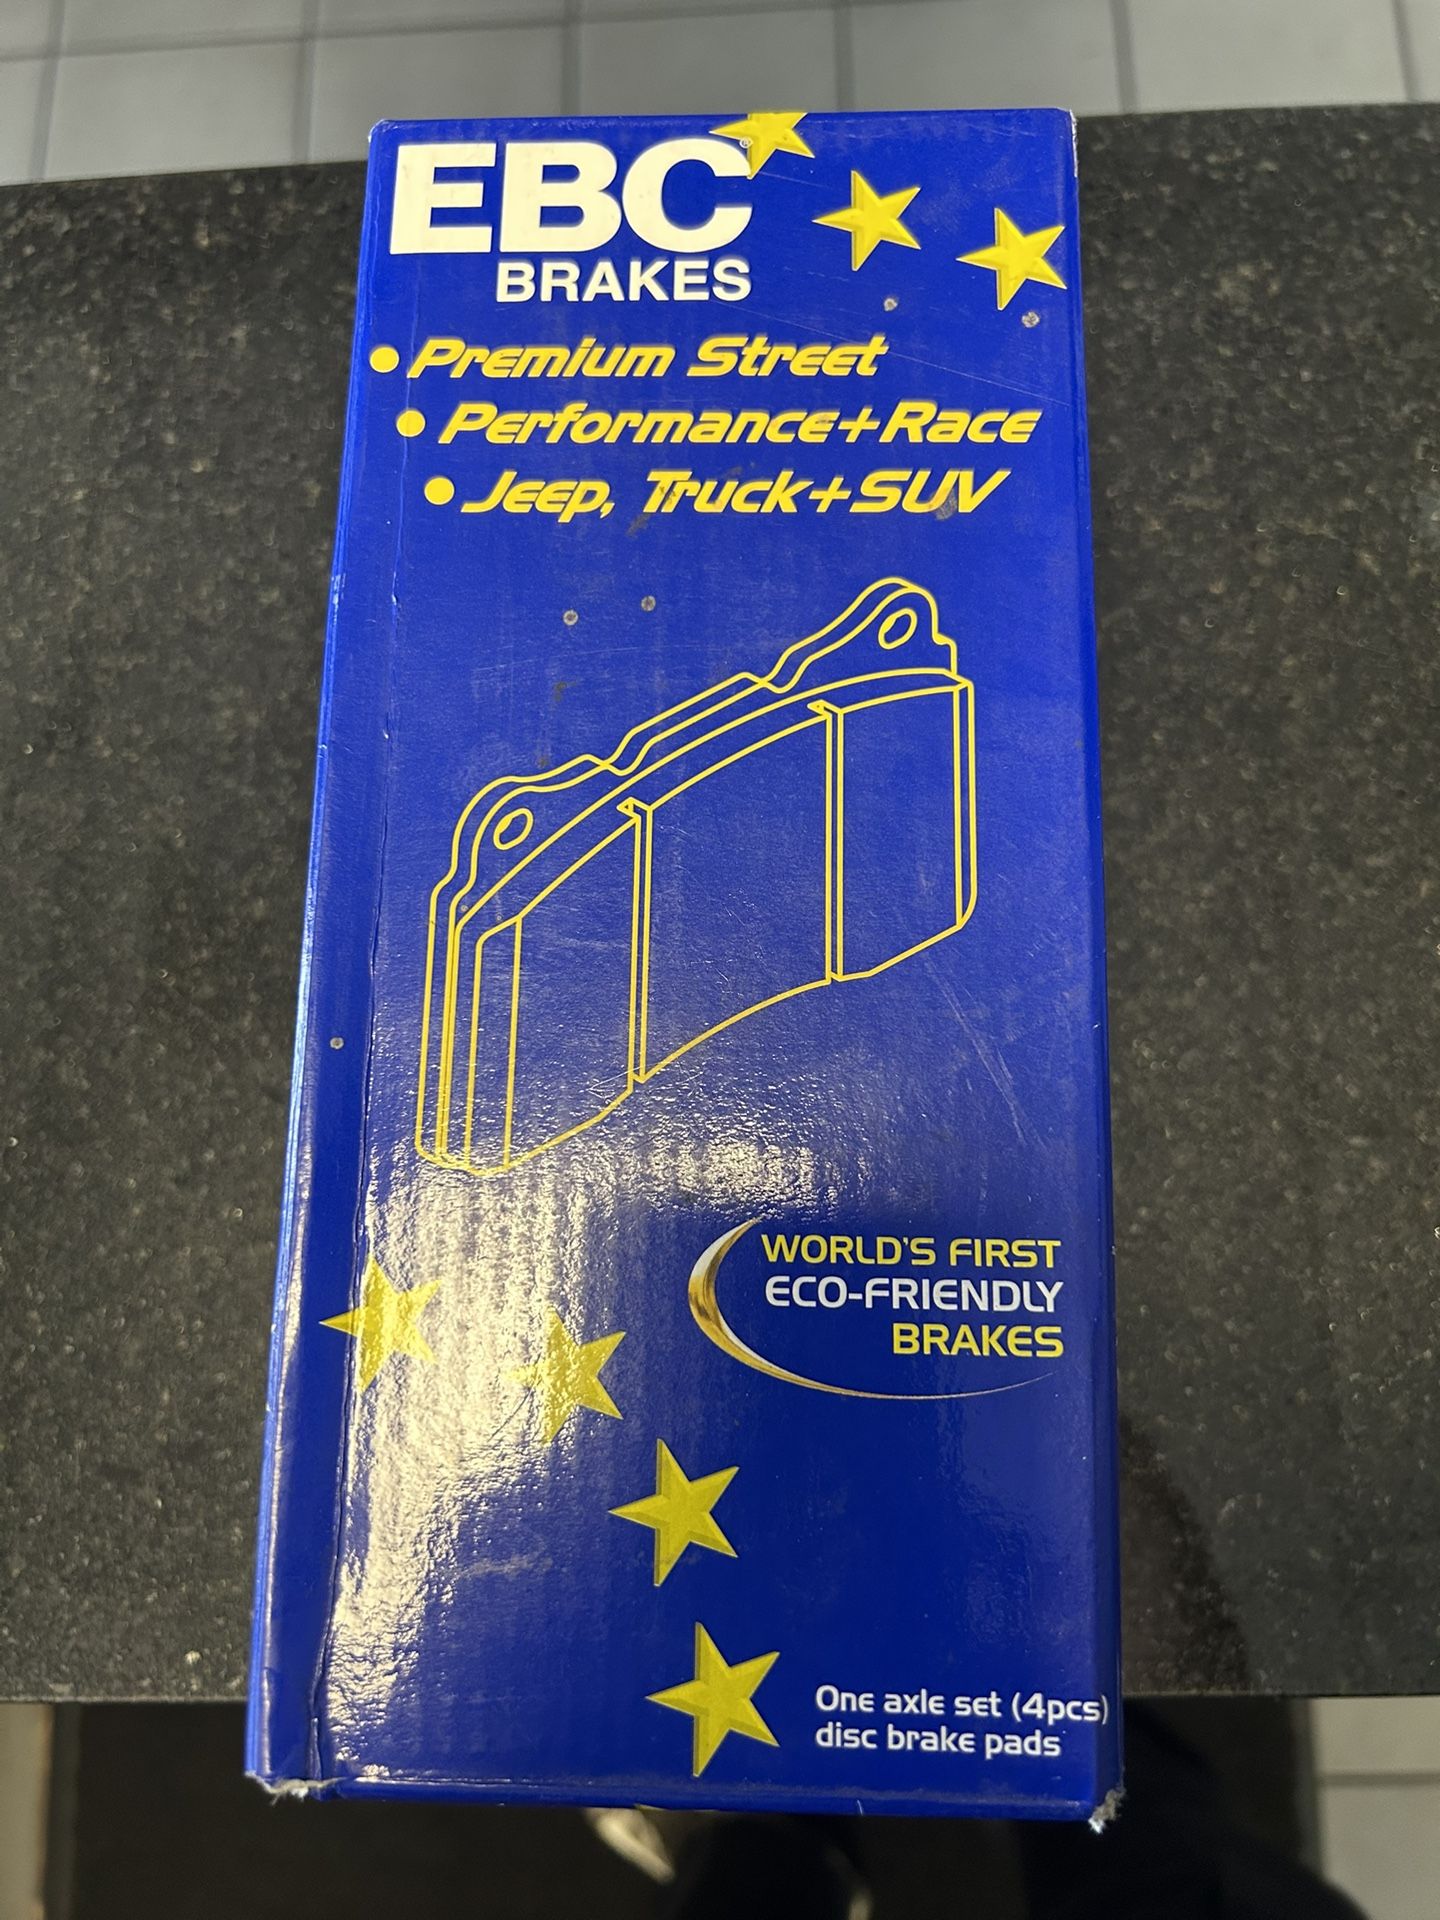 EBC®
BRAKES
• Premium Street
• Performance+Race
• Jeep, Truck+SUV
WORLD'S FIRST
ECO-FRIENDLY
BRAKES
One axle set (4pcs)
disc brake pads